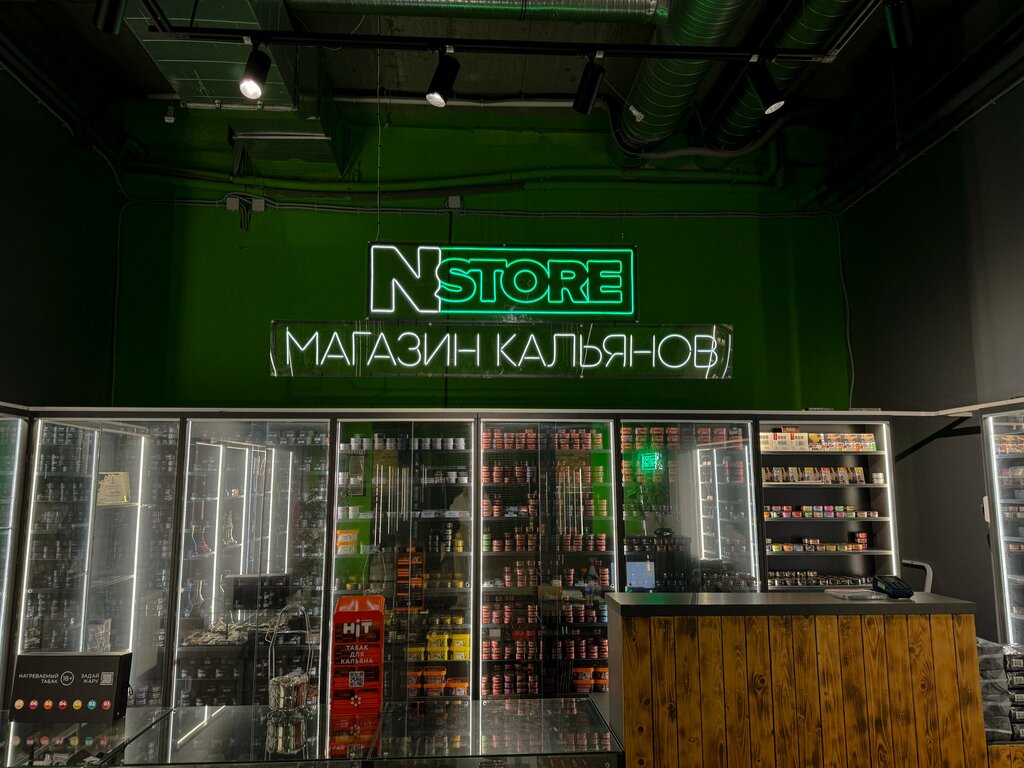 NSTORE
МАГАЗИН КАЛЬЯНОВ
HIT
ТАБАК
ДЛЯ
КАЛЬЯНА
НАГРЕВАЕМЫЙ
ТАБАК
18+
ЗАДАЙ
ЖАРУ